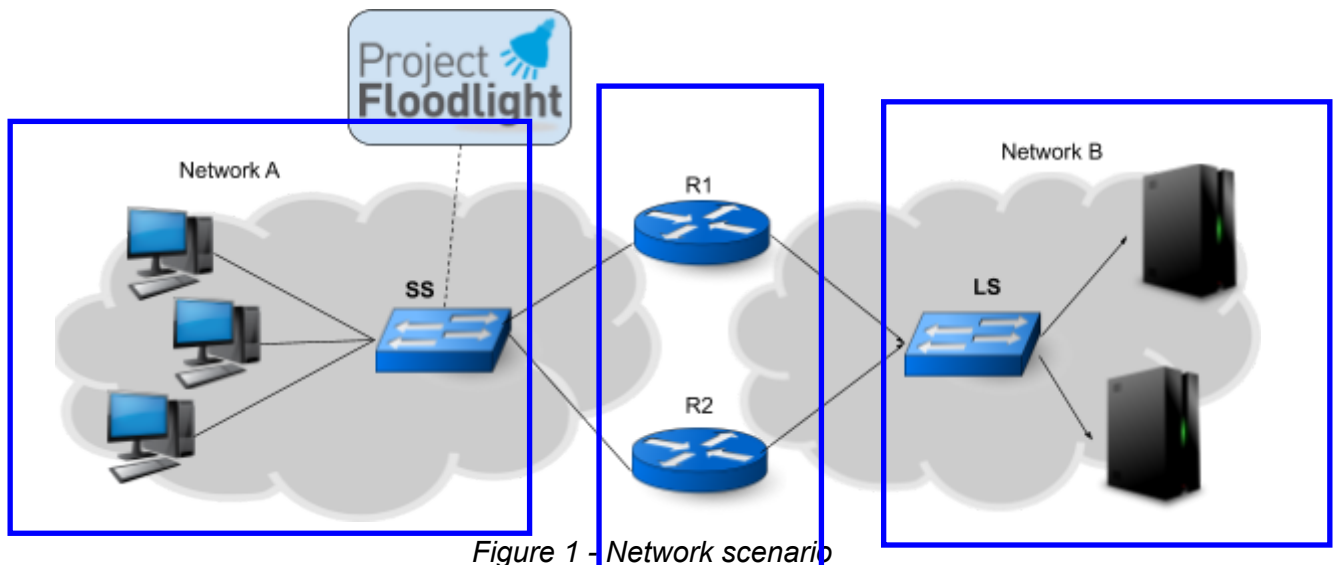 Project
Floodlight
Network A
Network B
R1
SS
LS
R2
Figure 1 - Network scenario